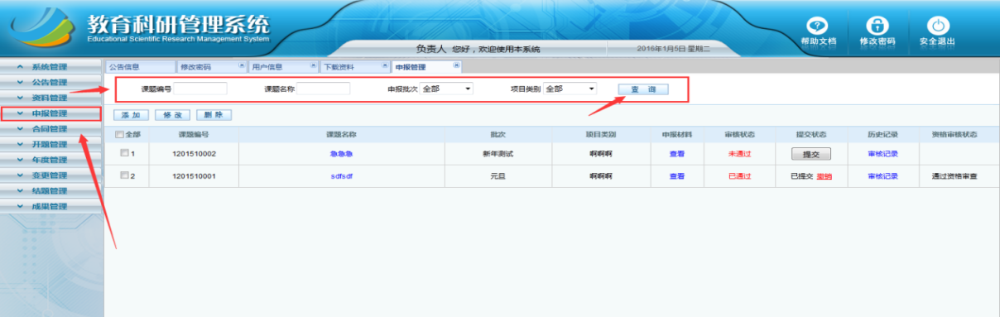 教育科研管理系统
Educational Scientific Research Management System
负责人 您好，欢迎使用本系统
2016年1月5日 星期二
帮助文档 修改密码 安全退出
系统管理
公告管理
资料管理
申报管理
合同管理
开题管理
年度管理
变更管理
结题管理
成果管理
公告信息 修改密码 用户信息 下载资料 申报管理
课题编号 课题名称 申报批次 全部 项目类别 全部 查 询
添 加 修 改 删 除
全部 课题编号 课题名称 批次 项目类别 申报材料 审核状态 提交状态 历史记录 资格审核状态
1 1201510002 急急急 新年测试 啊啊啊 查看 未通过 提交 审核记录
2 1201510001 sdfsdf 元旦 啊啊啊 查看 已通过 已提交 撤销 审核记录 通过资格审查